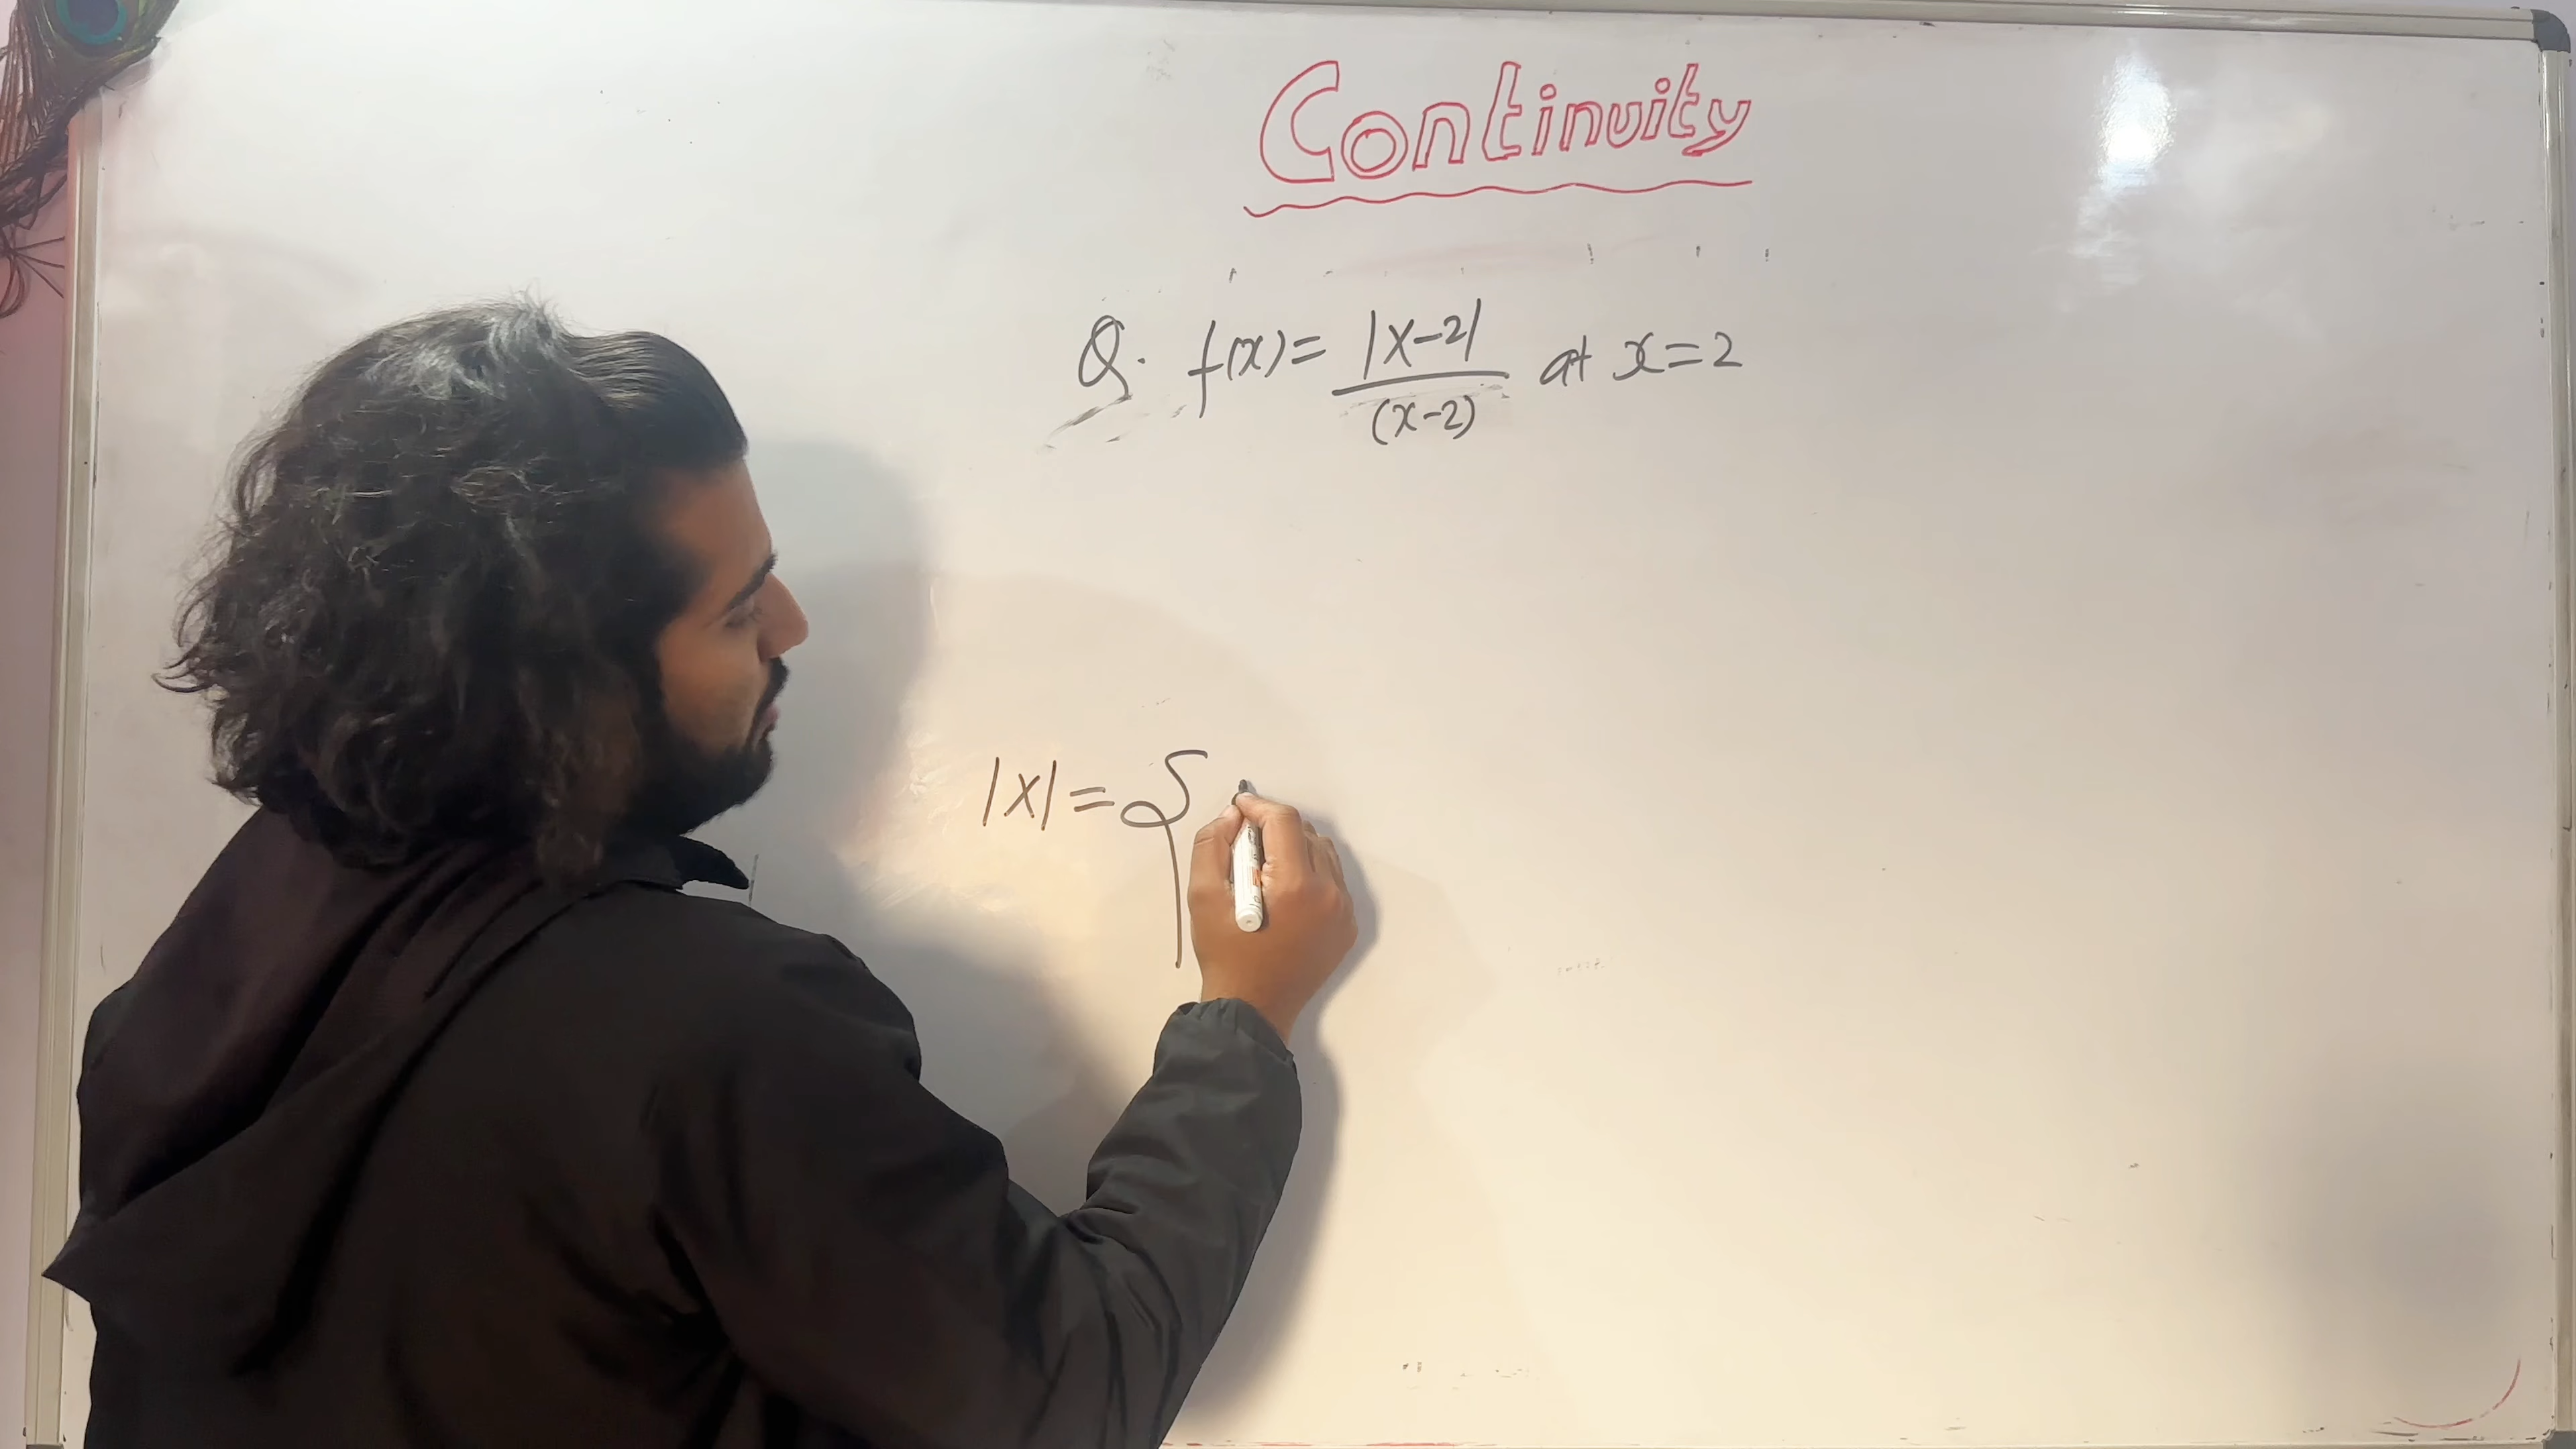 Continuity
Q. f(x) = |x-2| / (x-2) at x=2
|x| = {